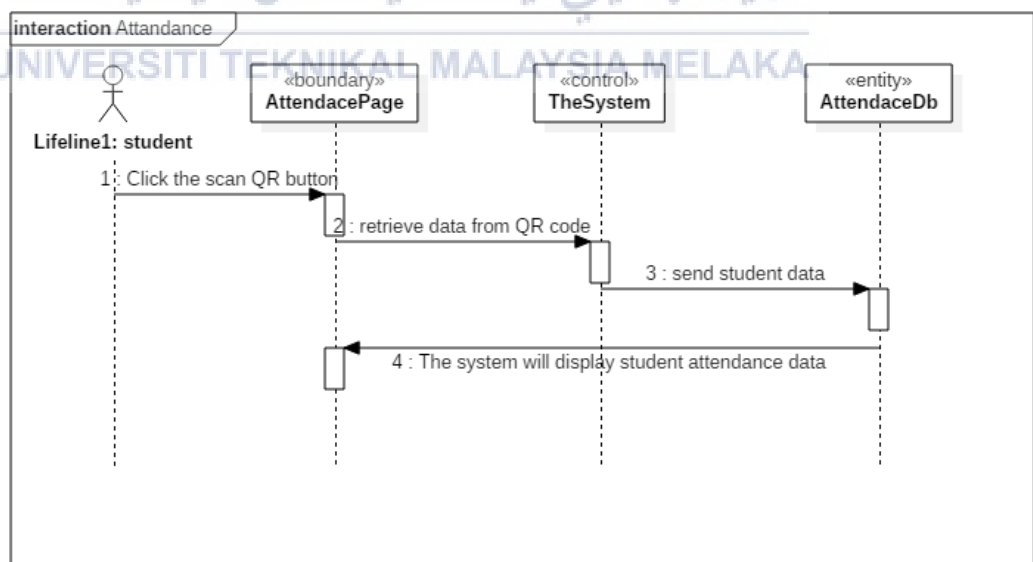 interaction Attandance
UNIVERSITI TEKNIKAL MALAYSIA MELAKA
«boundary»
AttendacePage
«control»
TheSystem
«entity»
AttendaceDb
Lifeline1: student
1 : Click the scan QR button
2 : retrieve data from QR code
3 : send student data
4 : The system will display student attendance data